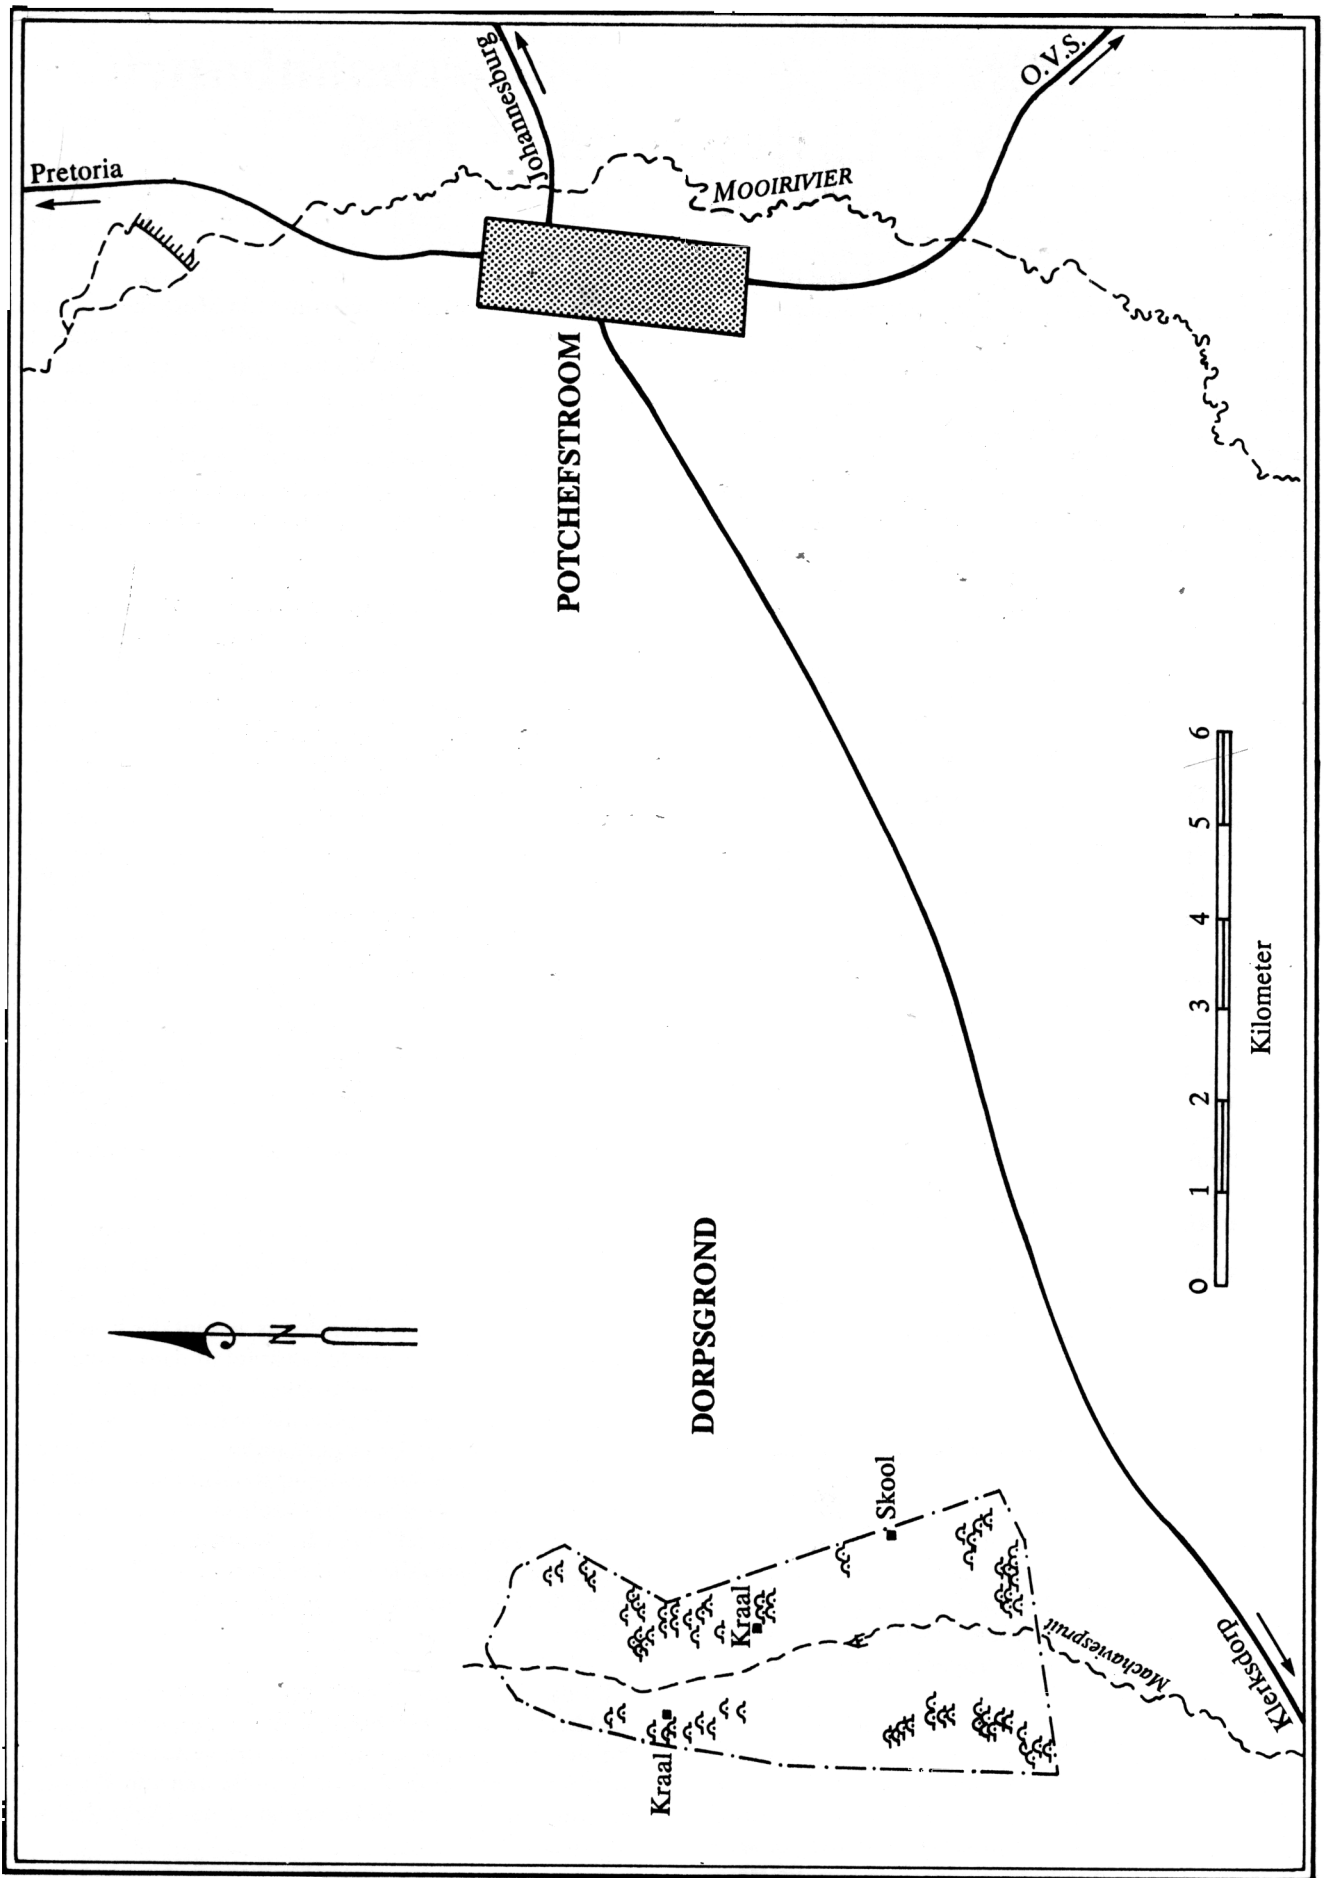 Pretoria
Johannesburg
O.V.S.
MOOIRIVIER
POTCHEFSTROOM
DORPSGROND
N
Skool
Kraal
Kraal
Machaviespruit
Klerksdorp
0 1 2 3 4 5 6
Kilometer